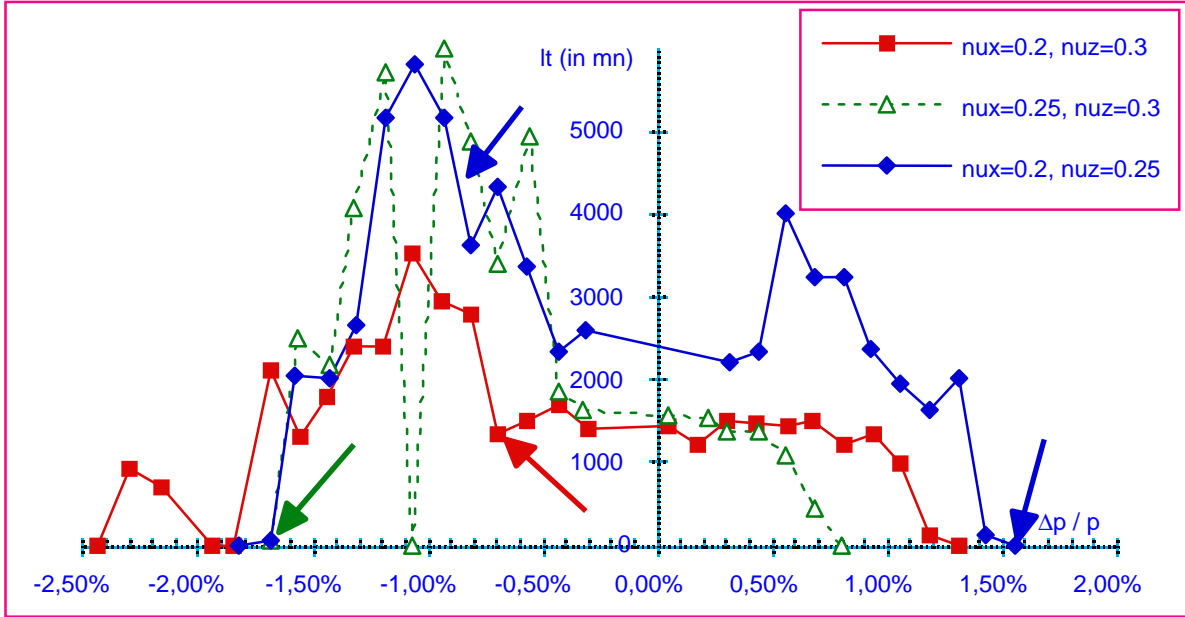 lt (in mn)
nux=0.2, nuz=0.3
nux=0.25, nuz=0.3
nux=0.2, nuz=0.25
5000
4000
3000
2000
1000
0
Δp / p
-2,50% -2,00% -1,50% -1,00% -0,50% 0,00% 0,50% 1,00% 1,50% 2,00%